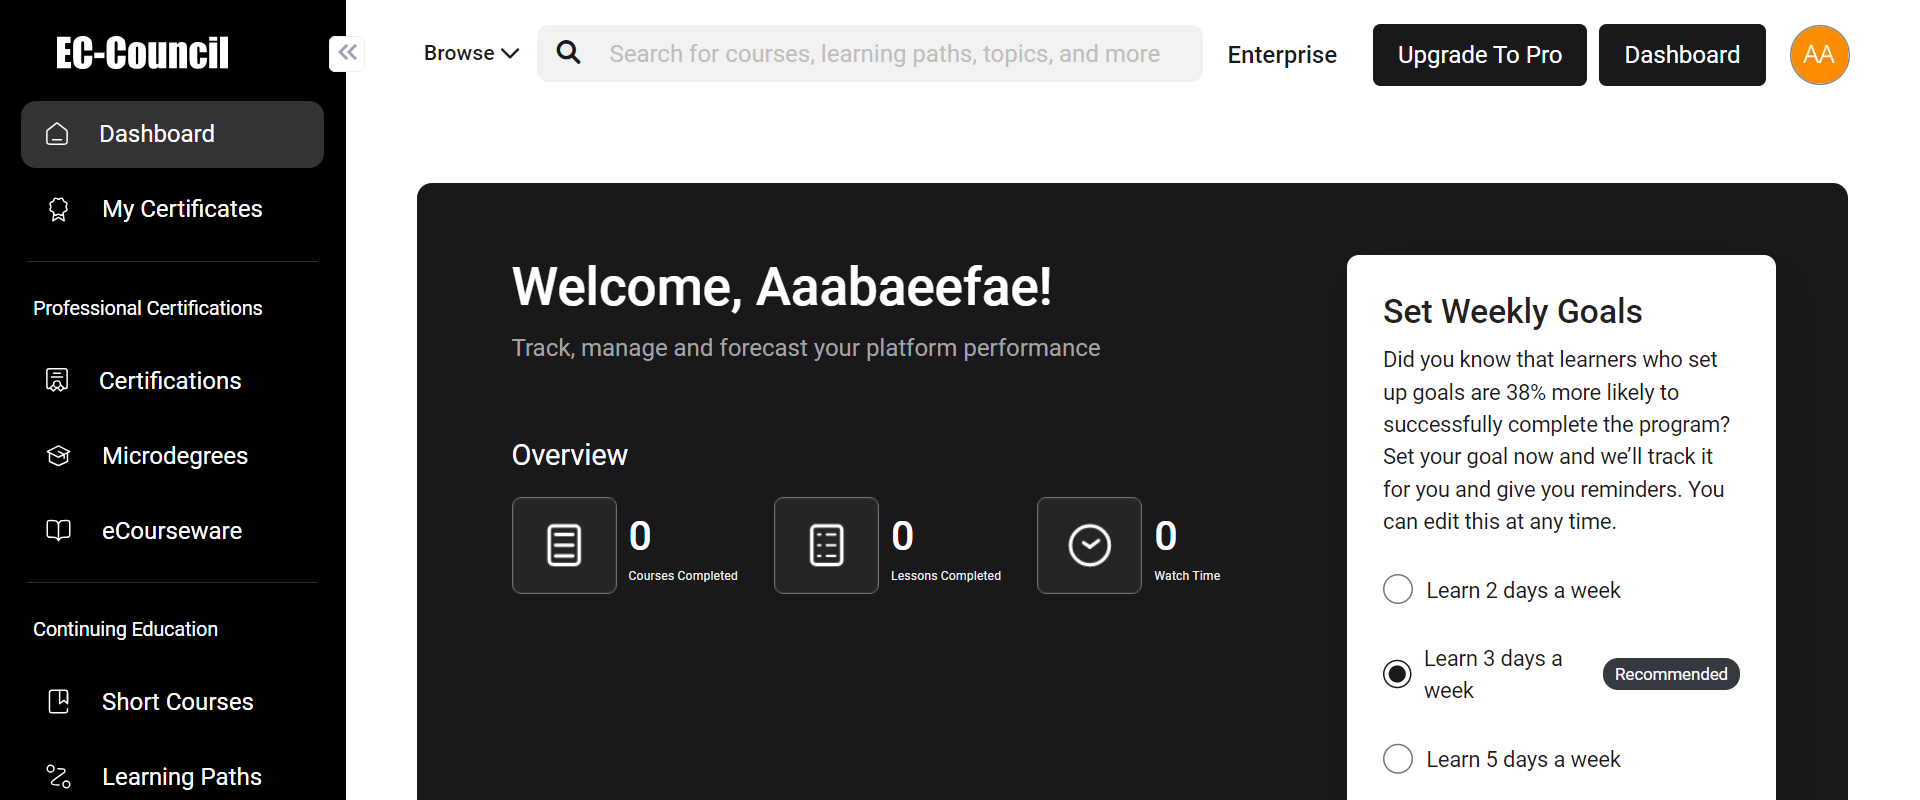 EC-Council
Dashboard
My Certificates
Professional Certifications
Certifications
Microdegrees
eCourseware
Continuing Education
Short Courses
Learning Paths
Browse
Search for courses, learning paths, topics, and more
Enterprise
Upgrade To Pro
Dashboard
AA
Welcome, Aaabaeefae!
Track, manage and forecast your platform performance
Overview
0
Courses Completed
0
Lessons Completed
0
Watch Time
Set Weekly Goals
Did you know that learners who set
up goals are 38% more likely to
successfully complete the program?
Set your goal now and we’ll track it
for you and give you reminders. You
can edit this at any time.
Learn 2 days a week
Learn 3 days a
week
Recommended
Learn 5 days a week